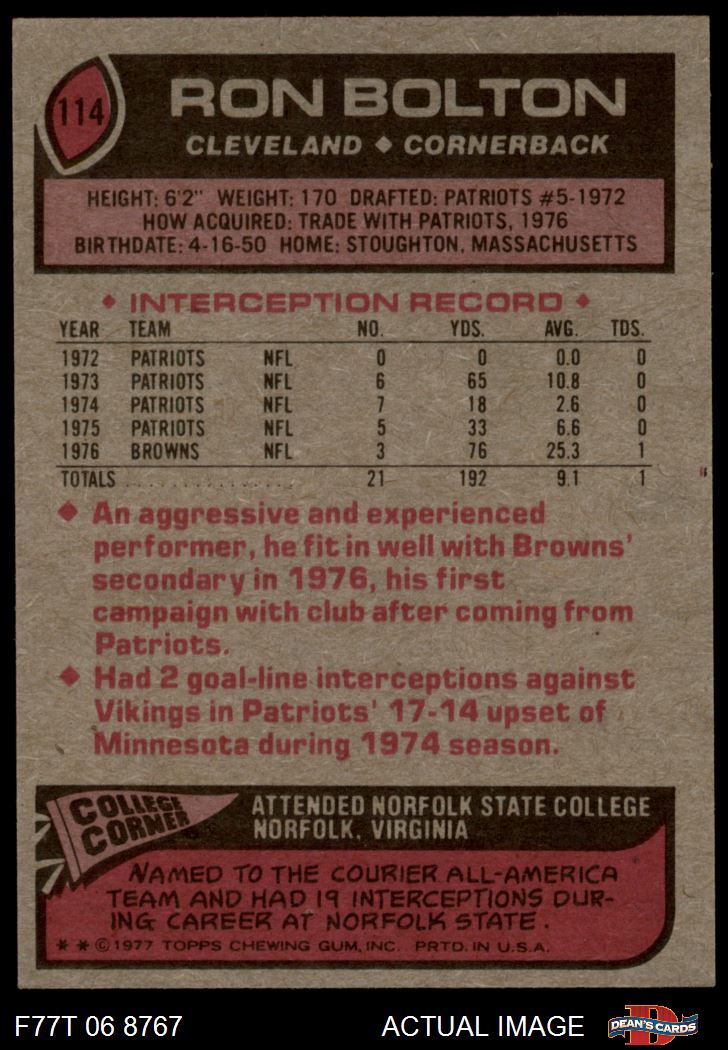 114
RON BOLTON
CLEVELAND ♦ CORNERBACK
HEIGHT: 6'2" WEIGHT: 170 DRAFTED: PATRIOTS #5-1972
HOW ACQUIRED: TRADE WITH PATRIOTS, 1976
BIRTHDATE: 4-16-50 HOME: STOUGHTON, MASSACHUSETTS
♦ INTERCEPTION RECORD ♦
YEAR TEAM NO. YDS. AVG. TDS.
1972 PATRIOTS NFL 0 0 0.0 0
1973 PATRIOTS NFL 6 65 10.8 0
1974 PATRIOTS NFL 7 18 2.6 0
1975 PATRIOTS NFL 5 33 6.6 0
1976 BROWNS NFL 3 76 25.3 1
TOTALS . . . . . . . . . . . . . . . 21 192 9.1 1
♦ An aggressive and experienced
performer, he fit in well with Browns'
secondary in 1976, his first
campaign with club after coming from
Patriots.
♦ Had 2 goal-line interceptions against
Vikings in Patriots' 17-14 upset of
Minnesota during 1974 season.
COLLEGE
CORNER
ATTENDED NORFOLK STATE COLLEGE
NORFOLK, VIRGINIA
NAMED TO THE COURIER ALL-AMERICA
TEAM AND HAD 19 INTERCEPTIONS DUR-
ING CAREER AT NORFOLK STATE.
* * © 1977 TOPPS CHEWING GUM, INC. PRTD. IN U.S.A.
F77T 06 8767
ACTUAL IMAGE
D
DEAN'S CARDS